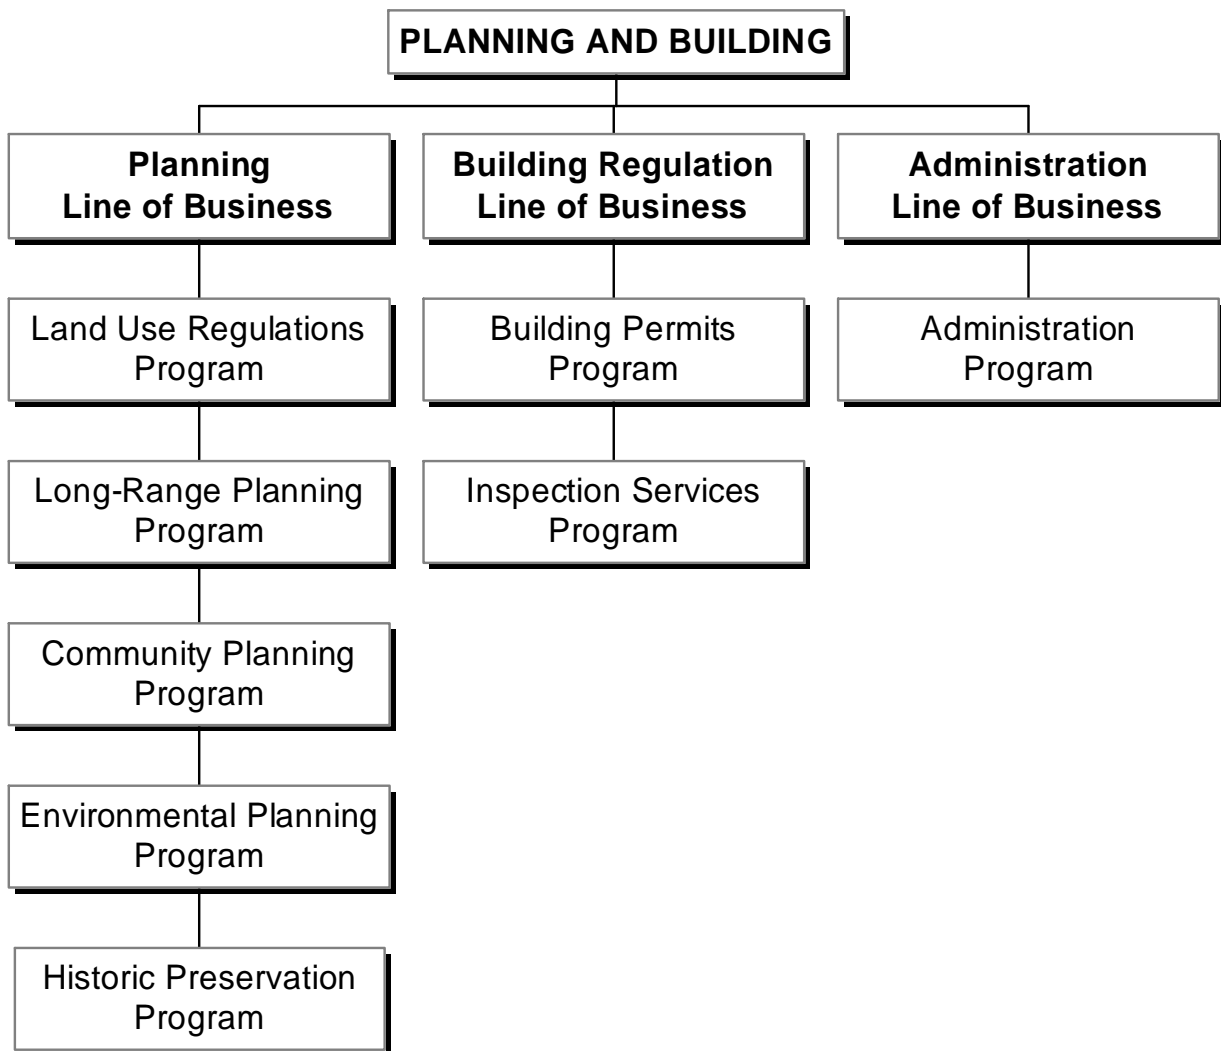 PLANNING AND BUILDING
Planning
Line of Business
Building Regulation
Line of Business
Administration
Line of Business
Land Use Regulations
Program
Building Permits
Program
Administration
Program
Long-Range Planning
Program
Inspection Services
Program
Community Planning
Program
Environmental Planning
Program
Historic Preservation
Program